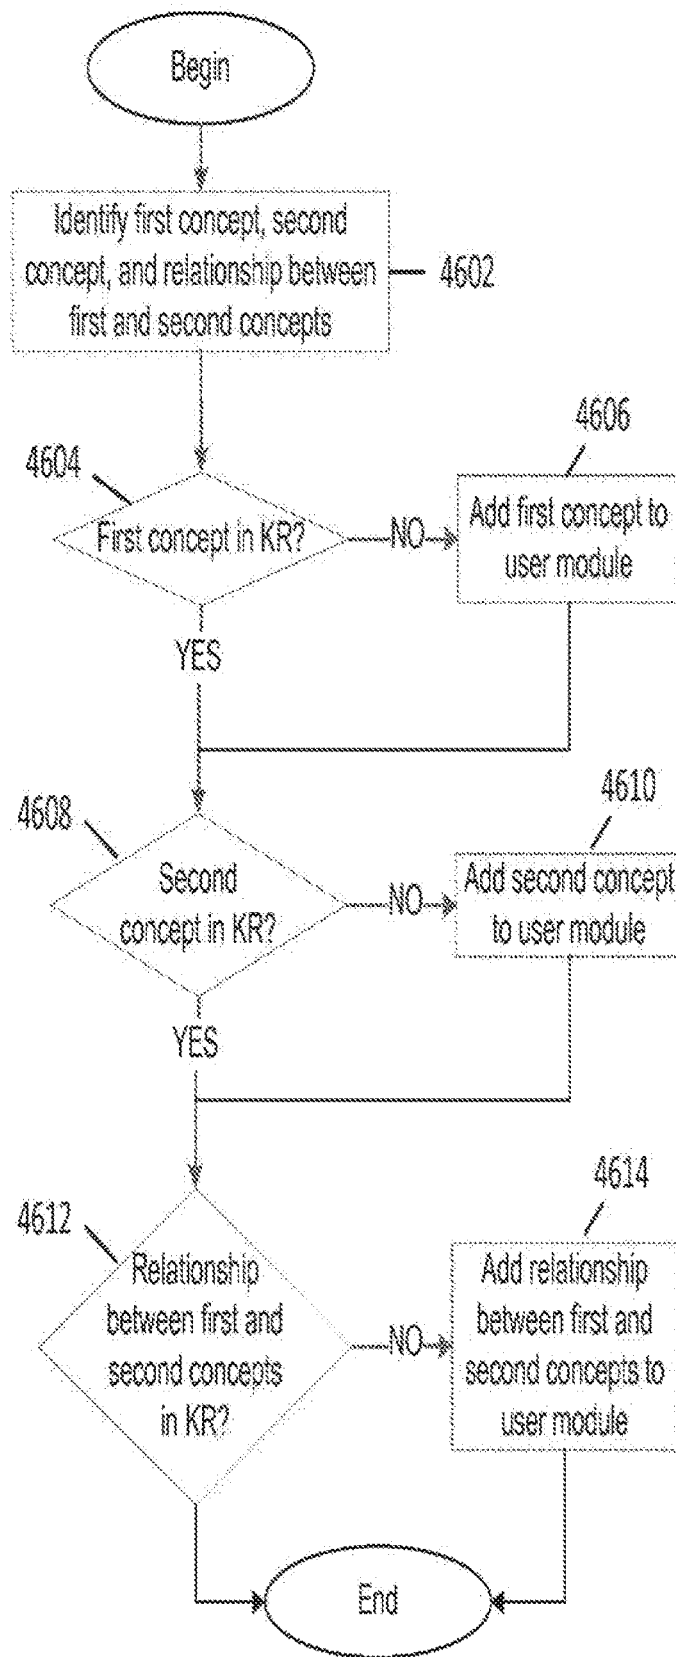 Begin
Identify first concept, second
concept, and relationship between
first and second concepts
4602
4604
First concept in KR?
NO
4606
Add first concept to
user module
YES
4608
Second
concept in KR?
NO
4610
Add second concept
to user module
YES
4612
Relationship
between first and
second concepts
in KR?
NO
4614
Add relationship
between first and
second concepts to
user module
End